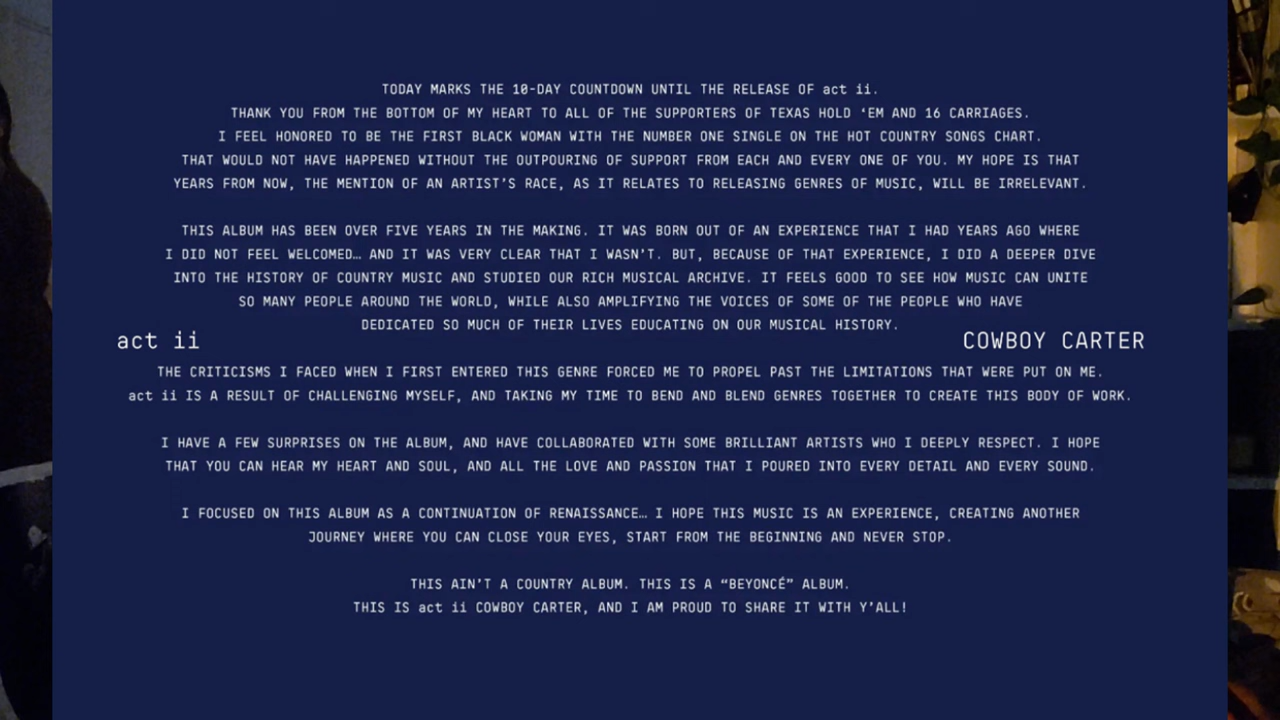 TODAY MARKS THE 10-DAY COUNTDOWN UNTIL THE RELEASE OF act ii.
THANK YOU FROM THE BOTTOM OF MY HEART TO ALL OF THE SUPPORTERS OF TEXAS HOLD ‘EM AND 16 CARRIAGES.
I FEEL HONORED TO BE THE FIRST BLACK WOMAN WITH THE NUMBER ONE SINGLE ON THE HOT COUNTRY SONGS CHART.
THAT WOULD NOT HAVE HAPPENED WITHOUT THE OUTPOURING OF SUPPORT FROM EACH AND EVERY ONE OF YOU. MY HOPE IS THAT
YEARS FROM NOW, THE MENTION OF AN ARTIST’S RACE, AS IT RELATES TO RELEASING GENRES OF MUSIC, WILL BE IRRELEVANT.
THIS ALBUM HAS BEEN OVER FIVE YEARS IN THE MAKING. IT WAS BORN OUT OF AN EXPERIENCE THAT I HAD YEARS AGO WHERE
I DID NOT FEEL WELCOMED… AND IT WAS VERY CLEAR THAT I WASN’T. BUT, BECAUSE OF THAT EXPERIENCE, I DID A DEEPER DIVE
INTO THE HISTORY OF COUNTRY MUSIC AND STUDIED OUR RICH MUSICAL ARCHIVE. IT FEELS GOOD TO SEE HOW MUSIC CAN UNITE
SO MANY PEOPLE AROUND THE WORLD, WHILE ALSO AMPLIFYING THE VOICES OF SOME OF THE PEOPLE WHO HAVE
DEDICATED SO MUCH OF THEIR LIVES EDUCATING ON OUR MUSICAL HISTORY.
act ii
COWBOY CARTER
THE CRITICISMS I FACED WHEN I FIRST ENTERED THIS GENRE FORCED ME TO PROPEL PAST THE LIMITATIONS THAT WERE PUT ON ME.
act ii IS A RESULT OF CHALLENGING MYSELF, AND TAKING MY TIME TO BEND AND BLEND GENRES TOGETHER TO CREATE THIS BODY OF WORK.
I HAVE A FEW SURPRISES ON THE ALBUM, AND HAVE COLLABORATED WITH SOME BRILLIANT ARTISTS WHO I DEEPLY RESPECT. I HOPE
THAT YOU CAN HEAR MY HEART AND SOUL, AND ALL THE LOVE AND PASSION THAT I POURED INTO EVERY DETAIL AND EVERY SOUND.
I FOCUSED ON THIS ALBUM AS A CONTINUATION OF RENAISSANCE… I HOPE THIS MUSIC IS AN EXPERIENCE, CREATING ANOTHER
JOURNEY WHERE YOU CAN CLOSE YOUR EYES, START FROM THE BEGINNING AND NEVER STOP.
THIS AIN’T A COUNTRY ALBUM. THIS IS A “BEYONCÉ” ALBUM.
THIS IS act ii COWBOY CARTER, AND I AM PROUD TO SHARE IT WITH Y’ALL!